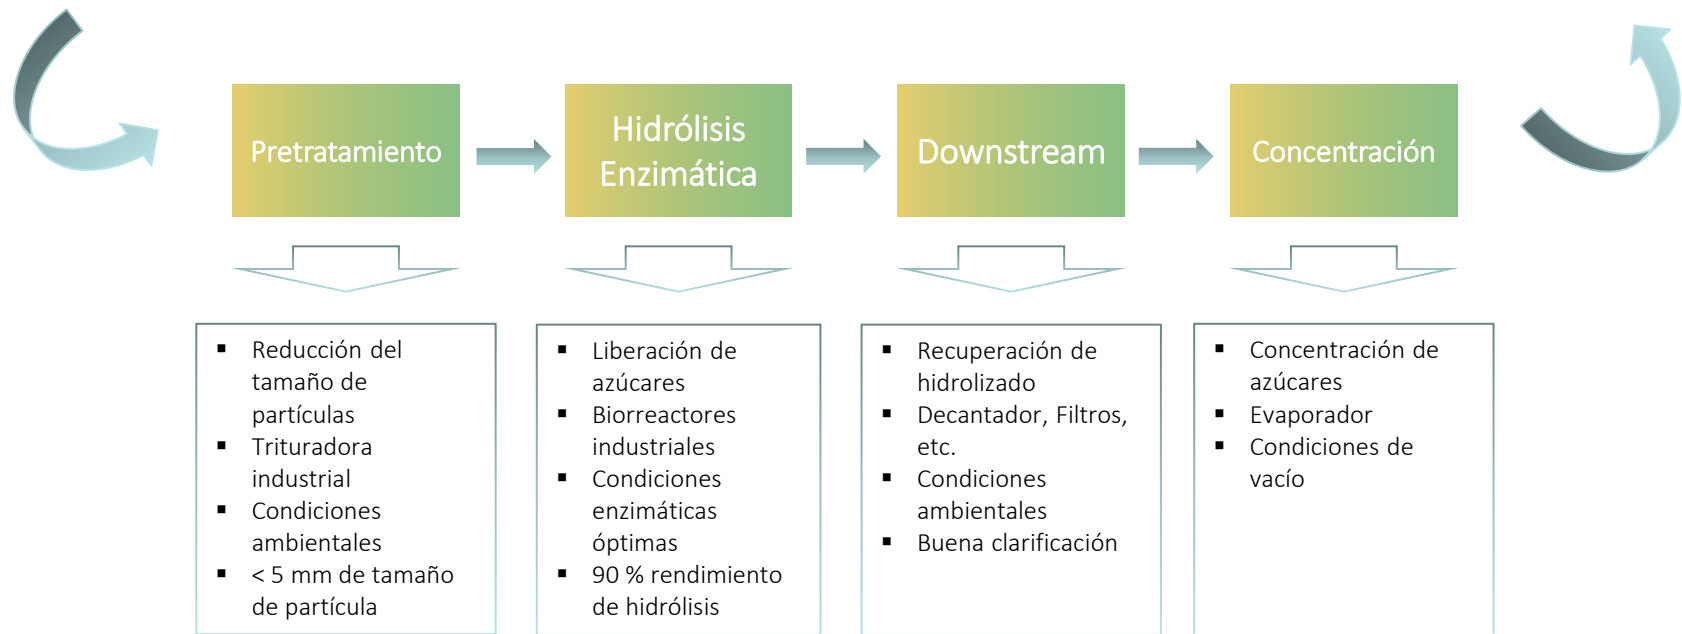 Pretratamiento
Hidrólisis
Enzimática
Downstream
Concentración
▪ Reducción del
tamaño de
partículas
▪ Trituradora
industrial
▪ Condiciones
ambientales
▪ < 5 mm de tamaño
de partícula
▪ Liberación de
azúcares
▪ Biorreactores
industriales
▪ Condiciones
enzimáticas
óptimas
▪ 90 % rendimiento
de hidrólisis
▪ Recuperación de
hidrolizado
▪ Decantador, Filtros,
etc.
▪ Condiciones
ambientales
▪ Buena clarificación
▪ Concentración de
azúcares
▪ Evaporador
▪ Condiciones de
vacío